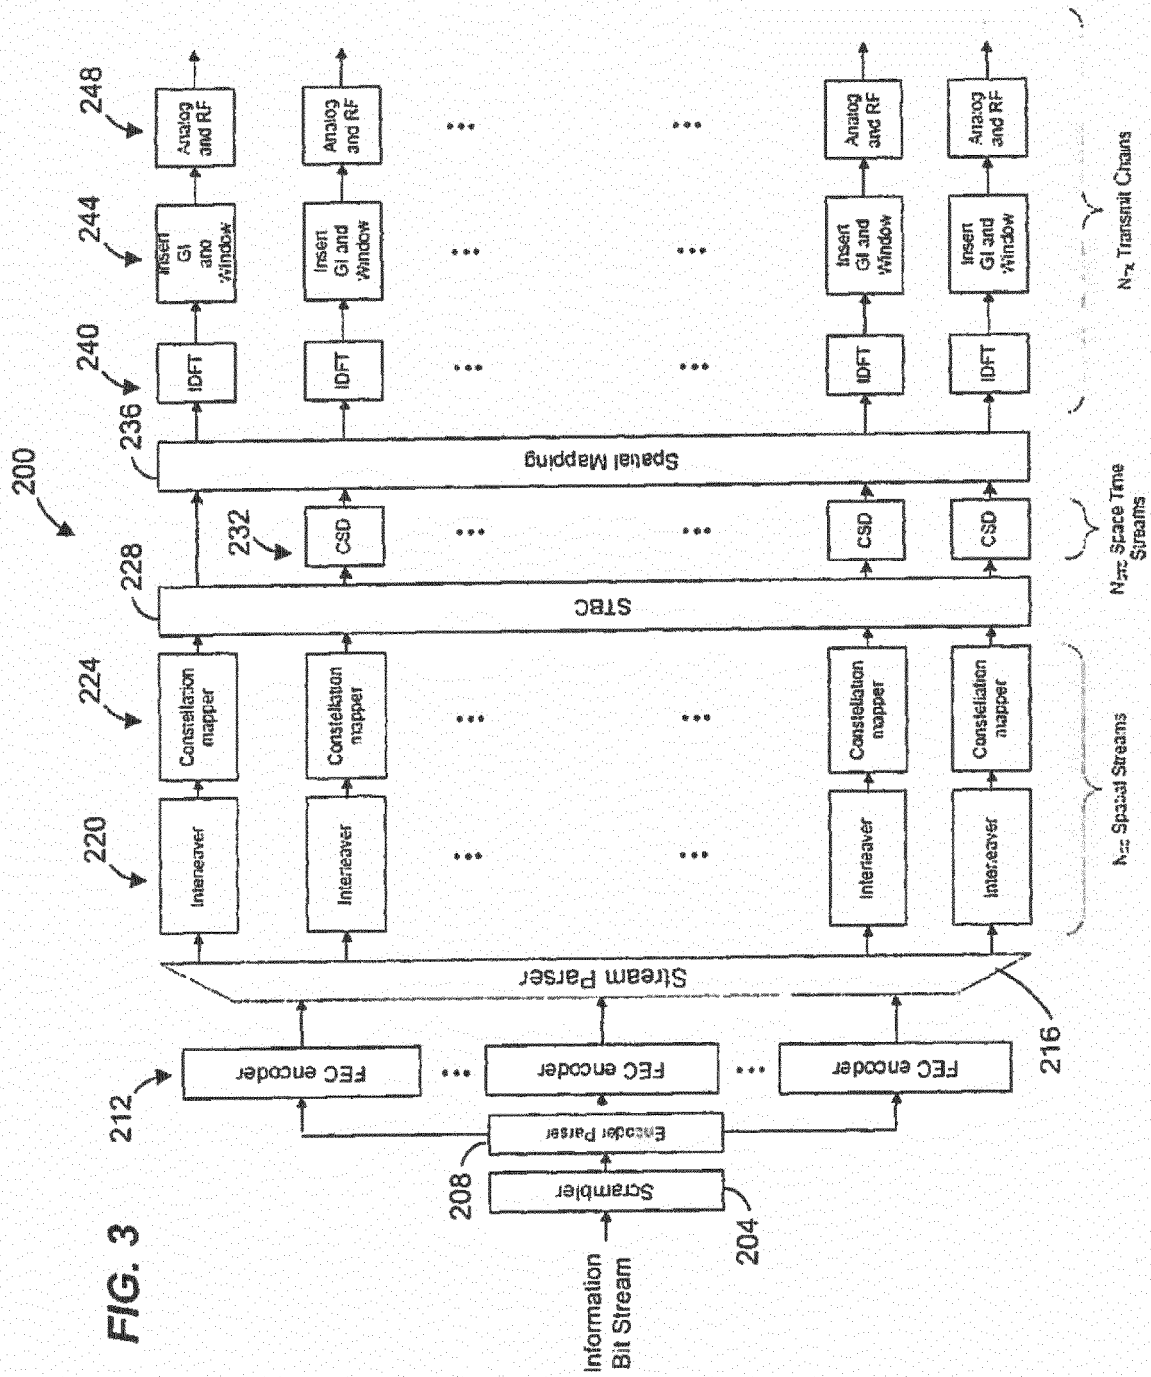 FIG. 3
200
Information
Bit Stream
Scrambler
204
Encoder Parser
208
212
FEC encoder
...
FEC encoder
...
FEC encoder
Stream Parser
216
220
Interleaver
Interleaver
...
...
Interleaver
Interleaver
224
Constellation
mapper
Constellation
mapper
...
...
Constellation
mapper
Constellation
mapper
Spatial Streams
228
STBC
232
CSD
CSD
...
...
CSD
CSD
Space Time
Streams
236
Spatial Mapping
240
IDFT
IDFT
...
...
IDFT
IDFT
244
Insert
GI
and
Window
Insert
GI and
Window
...
...
Insert
GI and
Window
Insert
GI and
Window
248
Analog
and RF
Analog
and RF
...
...
Analog
and RF
Analog
and RF
Transmit Chains